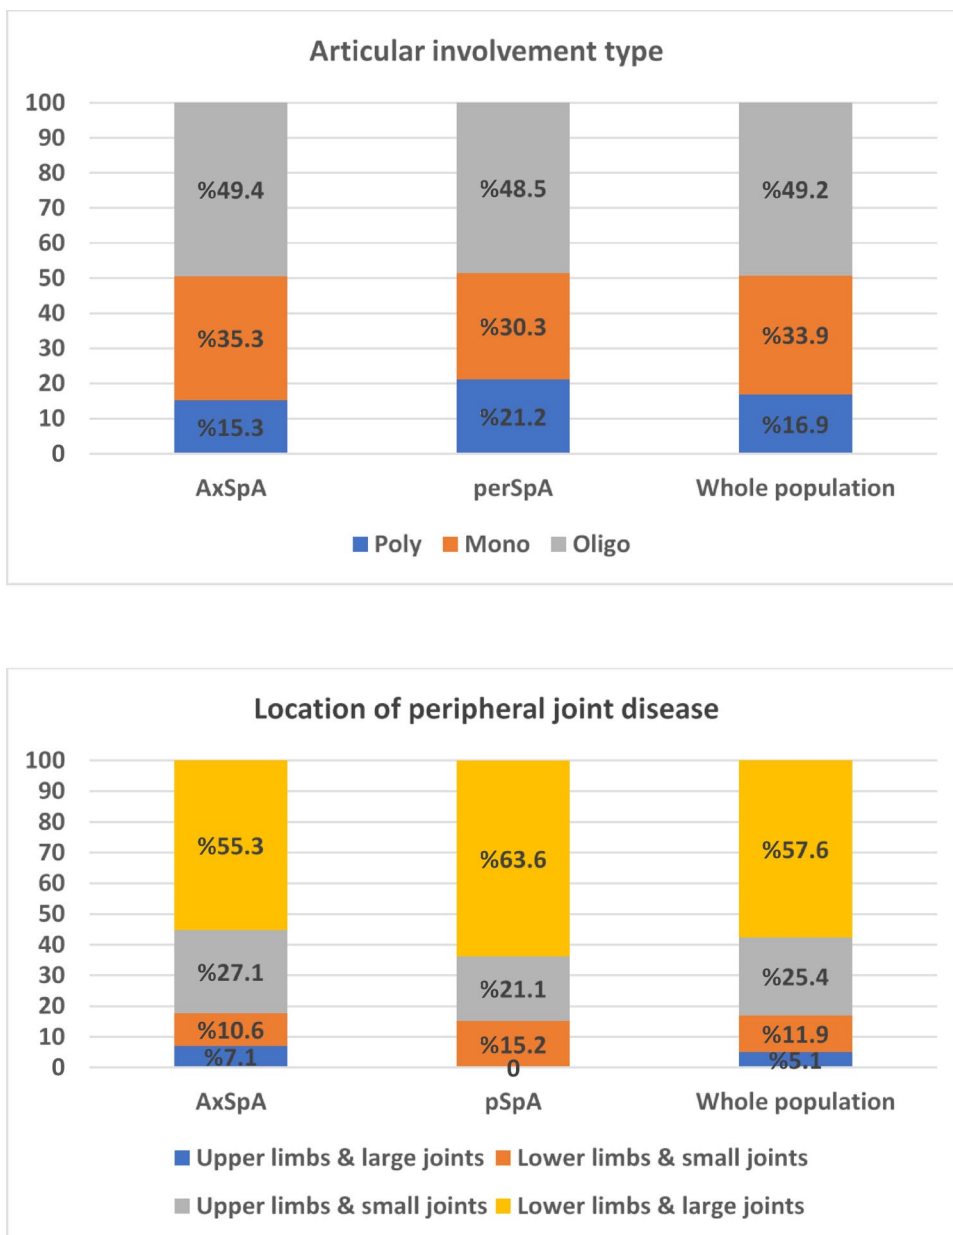 Articular involvement type
100
90
80
70
60
50
40
30
20
10
0
%49.4 %48.5 %49.2
%35.3 %30.3 %33.9
%15.3 %21.2 %16.9
AxSpA perSpA Whole population
Poly Mono Oligo
Location of peripheral joint disease
100
90
80
70
60
50
40
30
20
10
0
%55.3 %63.6 %57.6
%27.1 %21.1 %25.4
%10.6 %15.2 %11.9
%7.1 0 %5.1
AxSpA pSpA Whole population
Upper limbs & large joints Lower limbs & small joints
Upper limbs & small joints Lower limbs & large joints